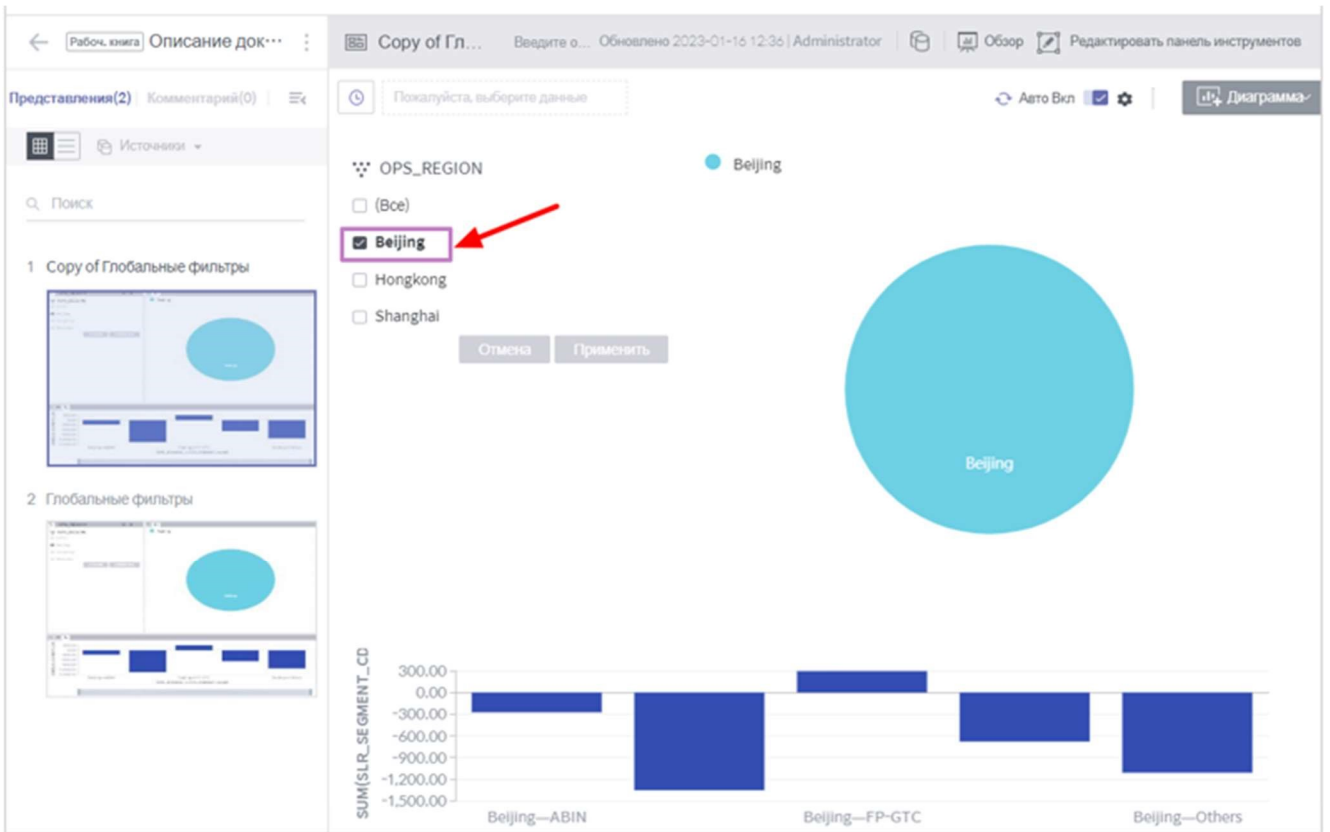 Рабоч. книга Описание док···
Copy of Гл... Введите о... Обновлено 2023-01-16 12:36 | Administrator Обзор Редактировать панель инструментов
Представления(2) Комментарий(0)
Пожалуйста, выберите данные Авто Вкл Диаграмма
Источники
Поиск
1 Copy of Глобальные фильтры
2 Глобальные фильтры
OPS_REGION
(Все)
Beijing
Hongkong
Shanghai
Отмена Применить
Beijing
Beijing
SUM(SLR_SEGMENT_CD
300.00
0.00
-300.00
-600.00
-900.00
-1,200.00
-1,500.00
Beijing—ABIN Beijing—FP-GTC Beijing—Others